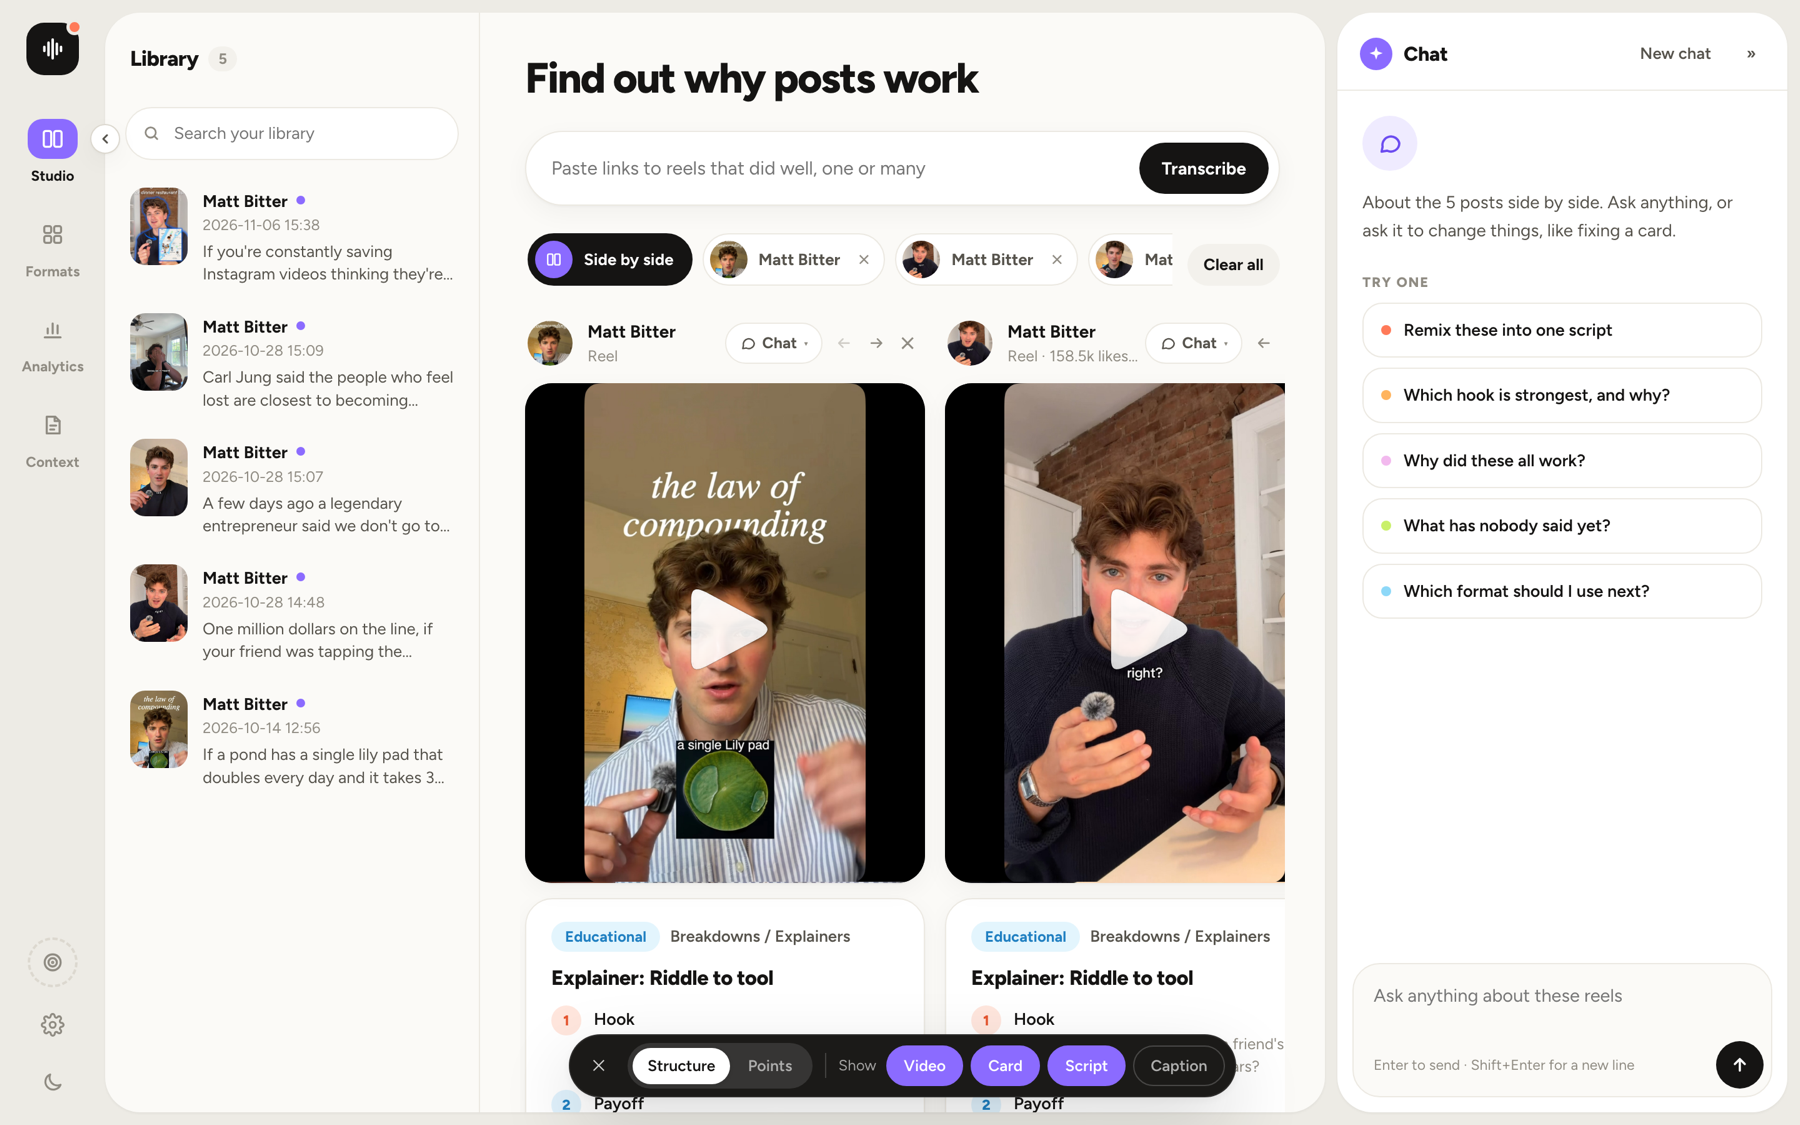 Library 5
Search your library
Studio
Formats
Analytics
Context
Matt Bitter
2026-11-06 15:38
If you're constantly saving
Instagram videos thinking they're...
Matt Bitter
2026-10-28 15:09
Carl Jung said the people who feel
lost are closest to becoming...
Matt Bitter
2026-10-28 15:07
A few days ago a legendary
entrepreneur said we don't go to...
Matt Bitter
2026-10-28 14:48
One million dollars on the line, if
your friend was tapping the...
the law of
compounding
Matt Bitter
2026-10-14 12:56
If a pond has a single lily pad that
doubles every day and it takes 3...
Find out why posts work
Paste links to reels that did well, one or many
Transcribe
Side by side
Matt Bitter
Matt Bitter
Mat
Clear all
Matt Bitter
Reel
Chat
the law of
compounding
a single Lily pad
Educational Breakdowns / Explainers
Explainer: Riddle to tool
1 Hook
2 Payoff
Matt Bitter
Reel · 158.5k likes...
Chat
right?
Educational Breakdowns / Explainers
Explainer: Riddle to tool
1 Hook
friend's
ars?
2 Payoff
Structure Points Show Video Card Script Caption
Chat New chat »
About the 5 posts side by side. Ask anything, or
ask it to change things, like fixing a card.
TRY ONE
Remix these into one script
Which hook is strongest, and why?
Why did these all work?
What has nobody said yet?
Which format should I use next?
Ask anything about these reels
Enter to send · Shift+Enter for a new line